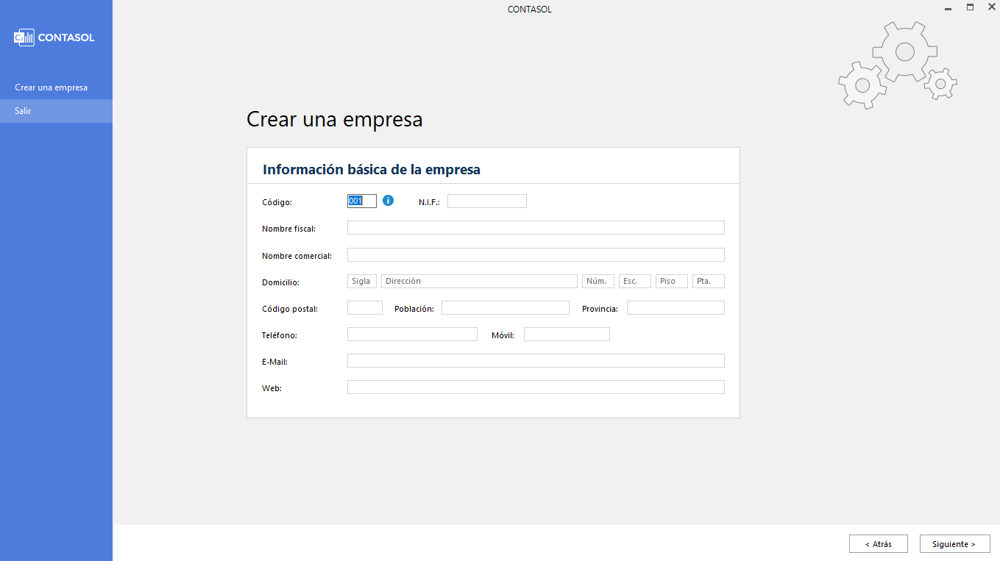 CONTASOL
Cs CONTASOL
Crear una empresa
Salir
Crear una empresa
Información básica de la empresa
Código: 001 i N.I.F.:
Nombre fiscal:
Nombre comercial:
Domicilio: Sigla Dirección Núm. Esc. Piso Pta.
Código postal: Población: Provincia:
Teléfono: Móvil:
E-Mail:
Web:
< Atrás Siguiente >